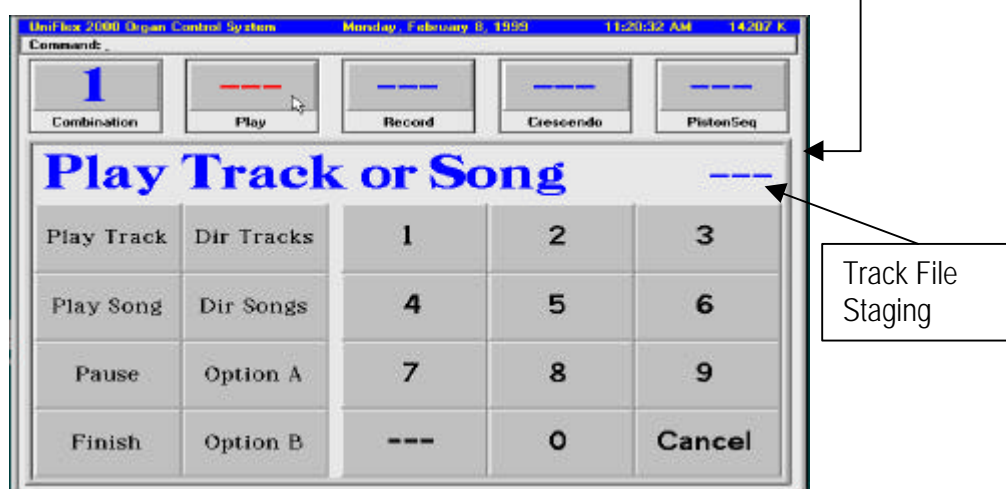 UniFlex 2000 Organ Control System Monday, February 8, 1999 11:20:32 AM 14207 K
Command: _
1 --- --- --- ---
Combination Play Record Crescendo PistonSeq
Play Track or Song ---
Play Track Dir Tracks 1 2 3
Play Song Dir Songs 4 5 6
Pause Option A 7 8 9
Finish Option B --- 0 Cancel
Track File
Staging